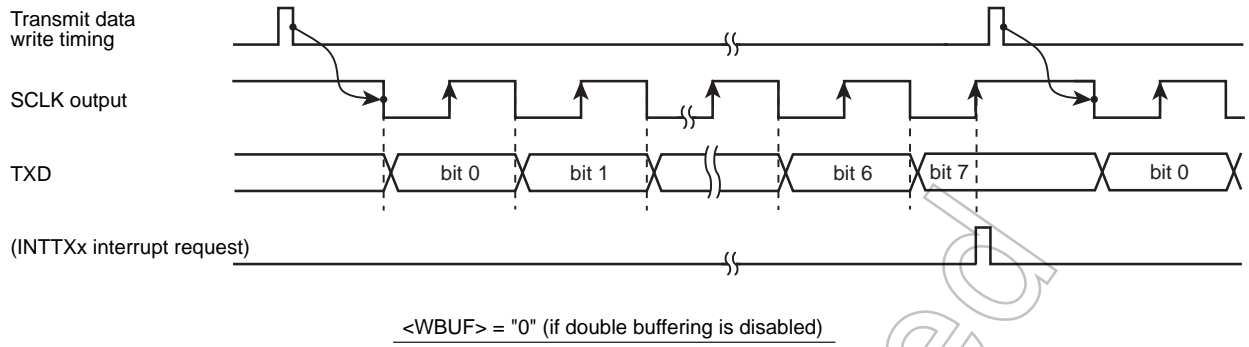 Transmit data
write timing
SCLK output
TXD
bit 0
bit 1
bit 6
bit 7
bit 0
(INTTXx interrupt request)
<WBUF> = "0" (if double buffering is disabled)